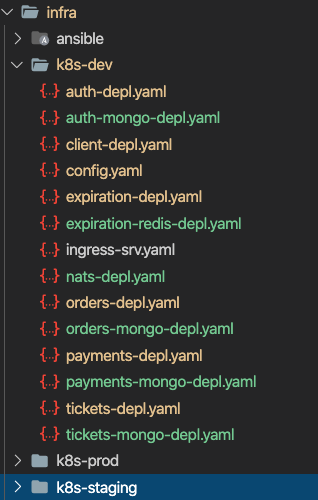 infra
ansible
k8s-dev
{..} auth-depl.yaml
{..} auth-mongo-depl.yaml
{..} client-depl.yaml
{..} config.yaml
{..} expiration-depl.yaml
{..} expiration-redis-depl.yaml
{..} ingress-srv.yaml
{..} nats-depl.yaml
{..} orders-depl.yaml
{..} orders-mongo-depl.yaml
{..} payments-depl.yaml
{..} payments-mongo-depl.yaml
{..} tickets-depl.yaml
{..} tickets-mongo-depl.yaml
k8s-prod
k8s-staging